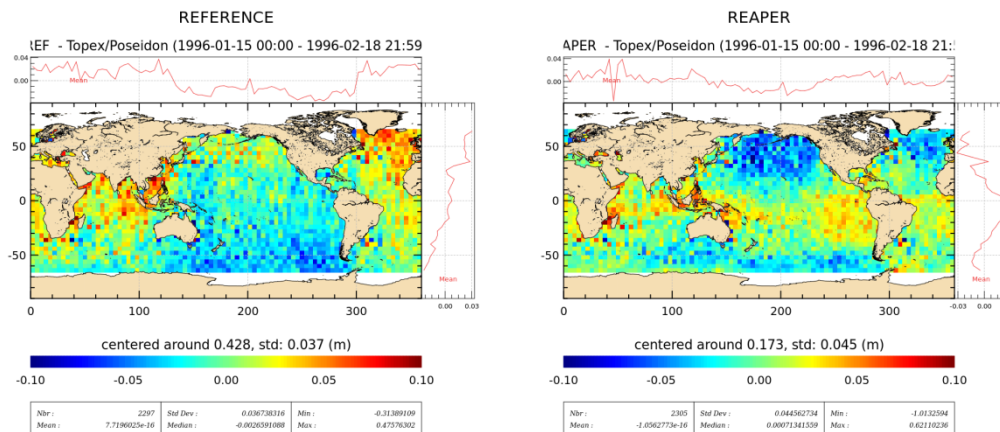 REFERENCE
REF - Topex/Poseidon (1996-01-15 00:00 - 1996-02-18 21:59
0.04
0.00
Mean
50
0
-50
0 100 200 300
Mean
0.00 0.03
centered around 0.428, std: 0.037 (m)
-0.10 -0.05 0.00 0.05 0.10
Nbr : 2297 Std Dev : 0.036738316 Min : -0.31389109
Mean : 7.7196025e-16 Median : -0.0026591088 Max : 0.47576302
REAPER
APER - Topex/Poseidon (1996-01-15 00:00 - 1996-02-18 21:
0.04
0.00
Mean
50
0
-50
0 100 200 300
Mean
-0.03 0.00
centered around 0.173, std: 0.045 (m)
-0.10 -0.05 0.00 0.05 0.10
Nbr : 2305 Std Dev : 0.044562734 Min : -1.0132594
Mean : -1.0562773e-16 Median : 0.00071341559 Max : 0.62110236